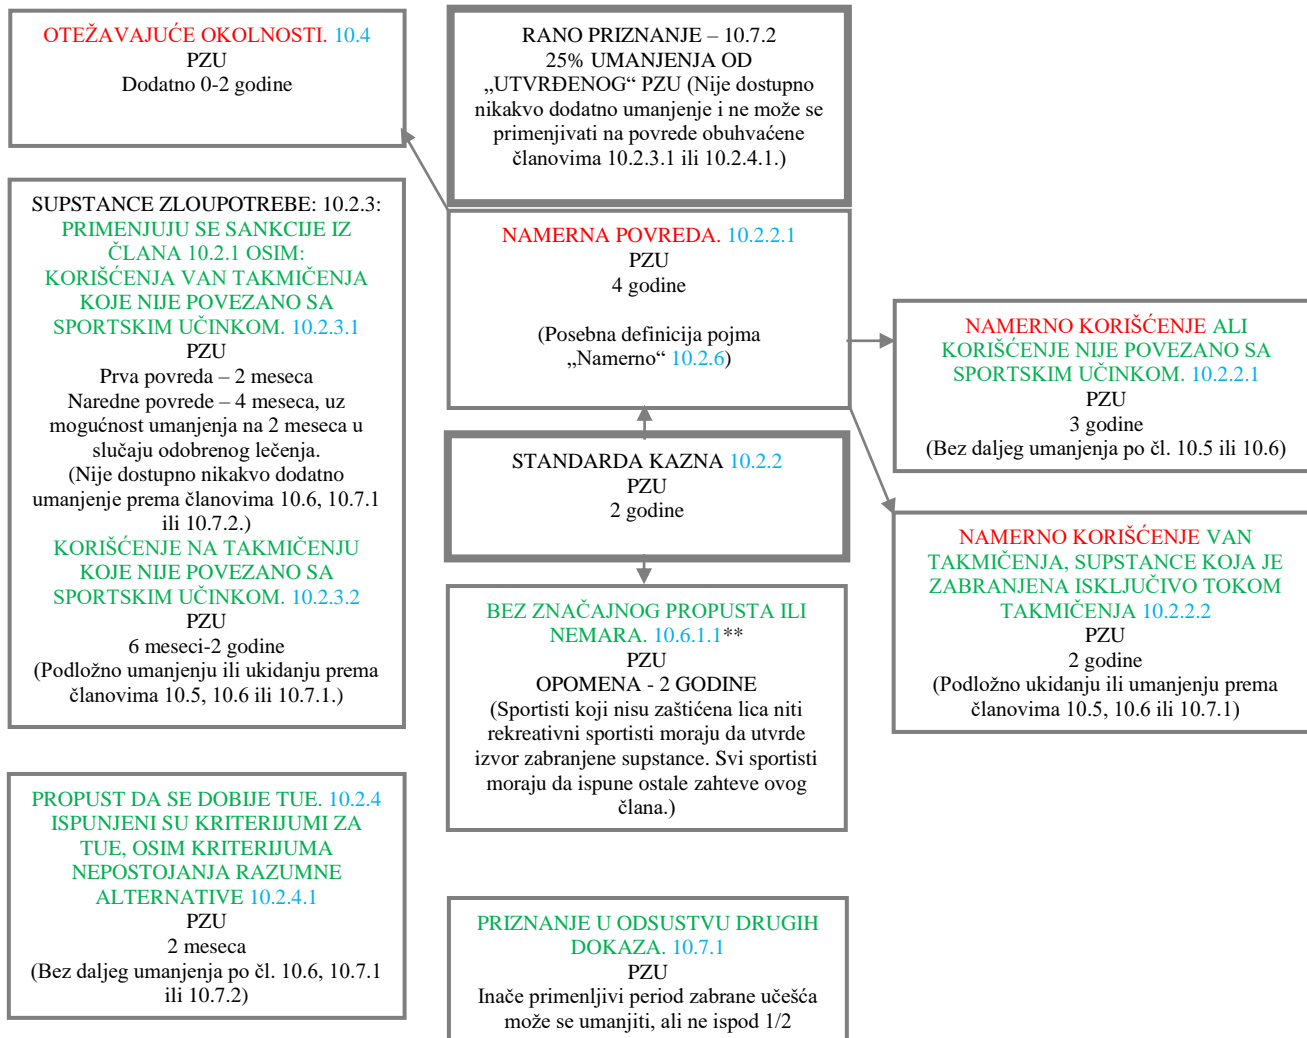 OTEŽAVAJUĆE OKOLNOSTI. 10.4
PZU
Dodatno 0-2 godine
RANO PRIZNANJE – 10.7.2
25% UMANJENJA OD
„UTVRĐENOG“ PZU (Nije dostupno
nikakvo dodatno umanjenje i ne može se
primenjivati na povrede obuhvaćene
članovima 10.2.3.1 ili 10.2.4.1.)
SUPSTANCE ZLOUPOTREBE: 10.2.3:
PRIMENJUJU SE SANKCIJE IZ
ČLANA 10.2.1 OSIM:
KORIŠĆENJA VAN TAKMIČENJA
KOJE NIJE POVEZANO SA
SPORTSKIM UČINKOM. 10.2.3.1
PZU
Prva povreda – 2 meseca
Naredne povrede – 4 meseca, uz
mogućnost umanjenja na 2 meseca u
slučaju odobrenog lečenja.
(Nije dostupno nikakvo dodatno
umanjenje prema članovima 10.6, 10.7.1
ili 10.7.2.)
KORIŠĆENJE NA TAKMIČENJU
KOJE NIJE POVEZANO SA
SPORTSKIM UČINKOM. 10.2.3.2
PZU
6 meseci-2 godine
(Podložno umanjenju ili ukidanju prema
članovima 10.5, 10.6 ili 10.7.1.)
NAMERNA POVREDA. 10.2.2.1
PZU
4 godine
(Posebna definicija pojma
„Namerno“ 10.2.6)
NAMERNO KORIŠĆENJE ALI
KORIŠĆENJE NIJE POVEZANO SA
SPORTSKIM UČINKOM. 10.2.2.1
PZU
3 godine
(Bez daljeg umanjenja po čl. 10.5 ili 10.6)
STANDARDA KAZNA 10.2.2
PZU
2 godine
NAMERNO KORIŠĆENJE VAN
TAKMIČENJA, SUPSTANCE KOJA JE
ZABRANJENA ISKLJUČIVO TOKOM
TAKMIČENJA 10.2.2.2
PZU
2 godine
(Podložno ukidanju ili umanjenju prema
članovima 10.5, 10.6 ili 10.7.1)
BEZ ZNAČAJNOG PROPUSTA ILI
NEMARA. 10.6.1.1**
PZU
OPOMENA - 2 GODINE
(Sportisti koji nisu zaštićena lica niti
rekreativni sportisti moraju da utvrde
izvor zabranjene supstance. Svi sportisti
moraju da ispune ostale zahteve ovog
člana.)
PROPUST DA SE DOBIJE TUE. 10.2.4
ISPUNJENI SU KRITERIJUMI ZA
TUE, OSIM KRITERIJUMA
NEPOSTOJANJA RAZUMNE
ALTERNATIVE 10.2.4.1
PZU
2 meseca
(Bez daljeg umanjenja po čl. 10.6, 10.7.1
ili 10.7.2)
PRIZNANJE U ODSUSTVU DRUGIH
DOKAZA. 10.7.1
PZU
Inače primenljivi period zabrane učešća
može se umanjiti, ali ne ispod 1/2